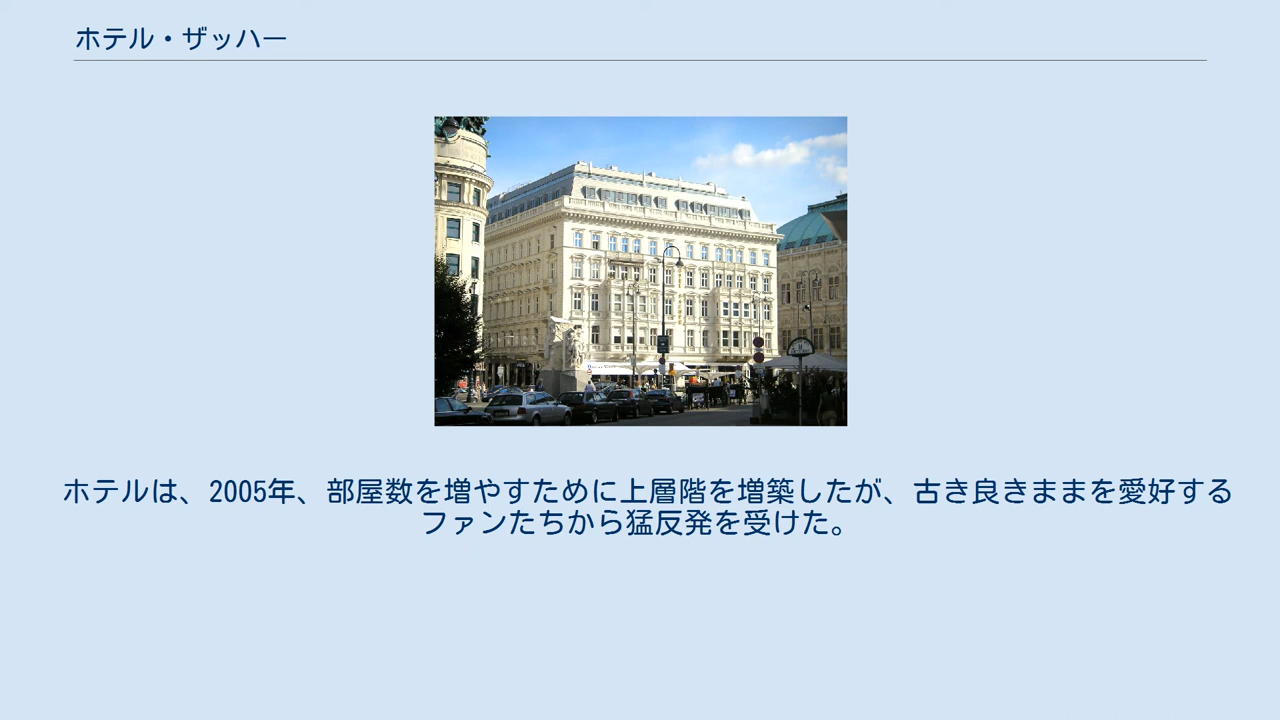 ホテル・ザッハー
ホテルは、2005年、部屋数を増やすために上層階を増築したが、古き良きままを愛好する
ファンたちから猛反発を受けた。